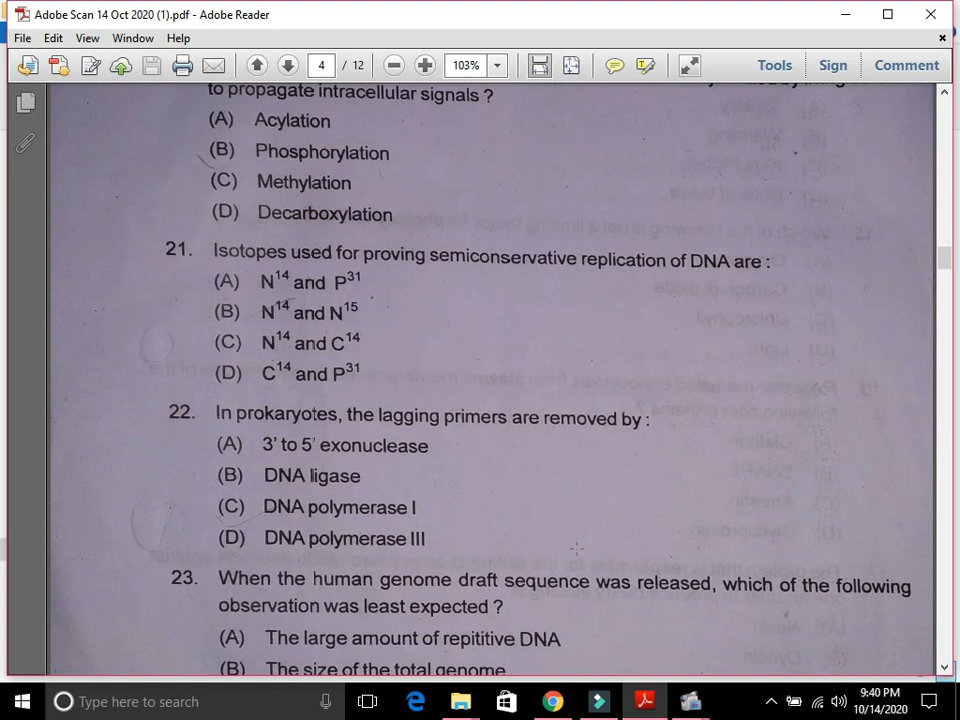 Adobe Scan 14 Oct 2020 (1).pdf - Adobe Reader
File Edit View Window Help
4 / 12 103% Tools Sign Comment
to propagate intracellular signals ?
(A) Acylation
(B) Phosphorylation
(C) Methylation
(D) Decarboxylation
21. Isotopes used for proving semiconservative replication of DNA are :
(A) N14 and P31
(B) N14 and N15
(C) N14 and C14
(D) C14 and P31
22. In prokaryotes, the lagging primers are removed by :
(A) 3' to 5' exonuclease
(B) DNA ligase
(C) DNA polymerase I
(D) DNA polymerase III
23. When the human genome draft sequence was released, which of the following
observation was least expected ?
(A) The large amount of repititive DNA
(B) The size of the total genome
Type here to search
9:40 PM
10/14/2020